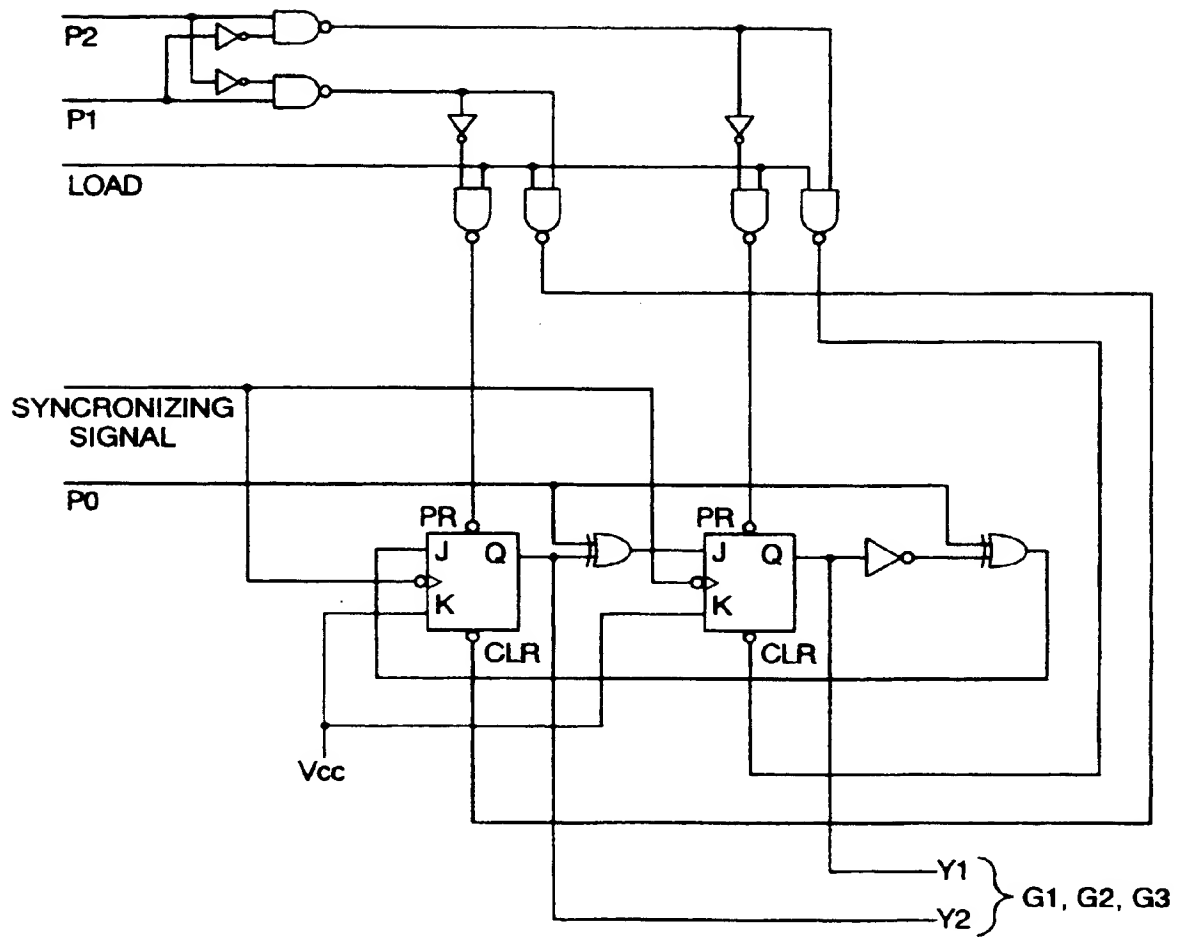 P2
P1
LOAD
SYNCRONIZING
SIGNAL
P0
PR
J
Q
K
CLR
PR
J
Q
K
CLR
Vcc
Y1
G1, G2, G3
Y2